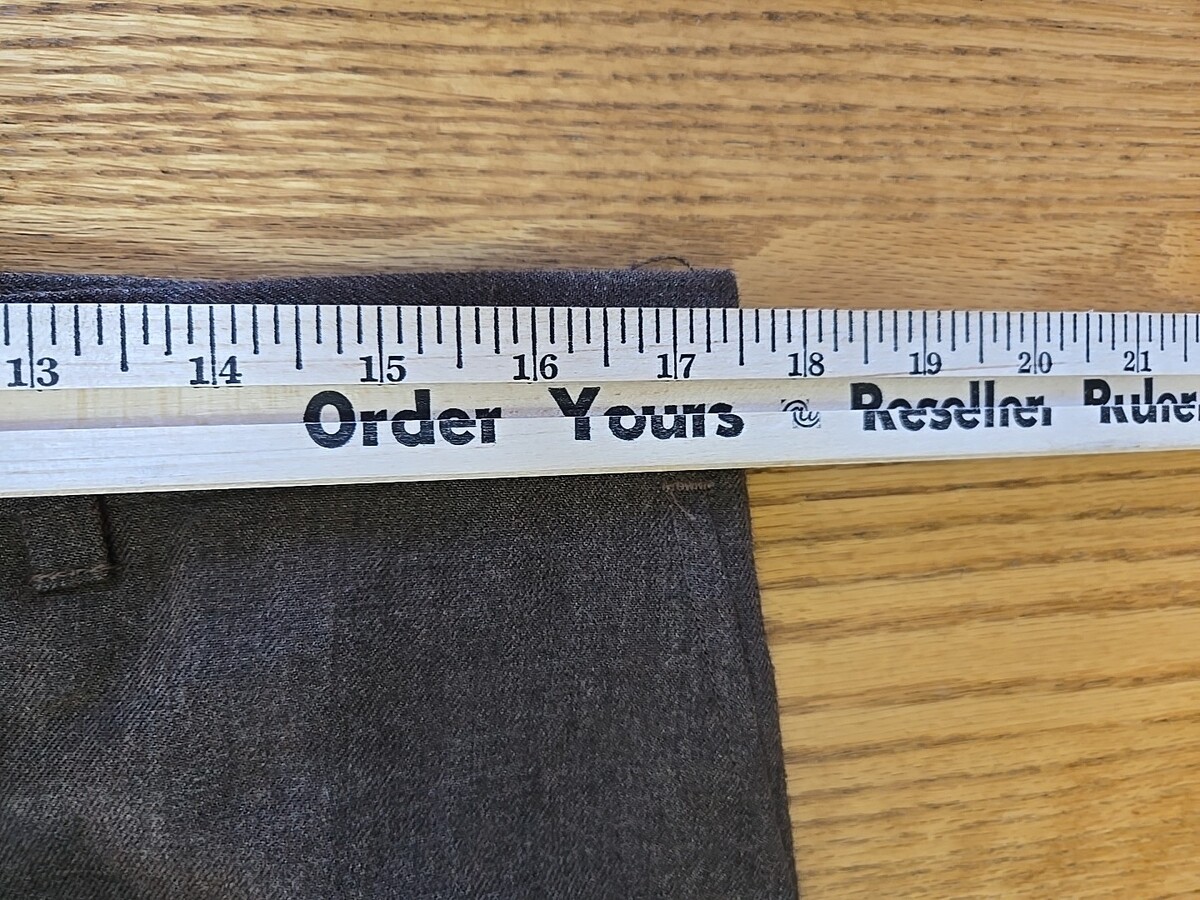 13 14 15 16 17 18 19 20 21
Order Yours @ Reseller Ruler